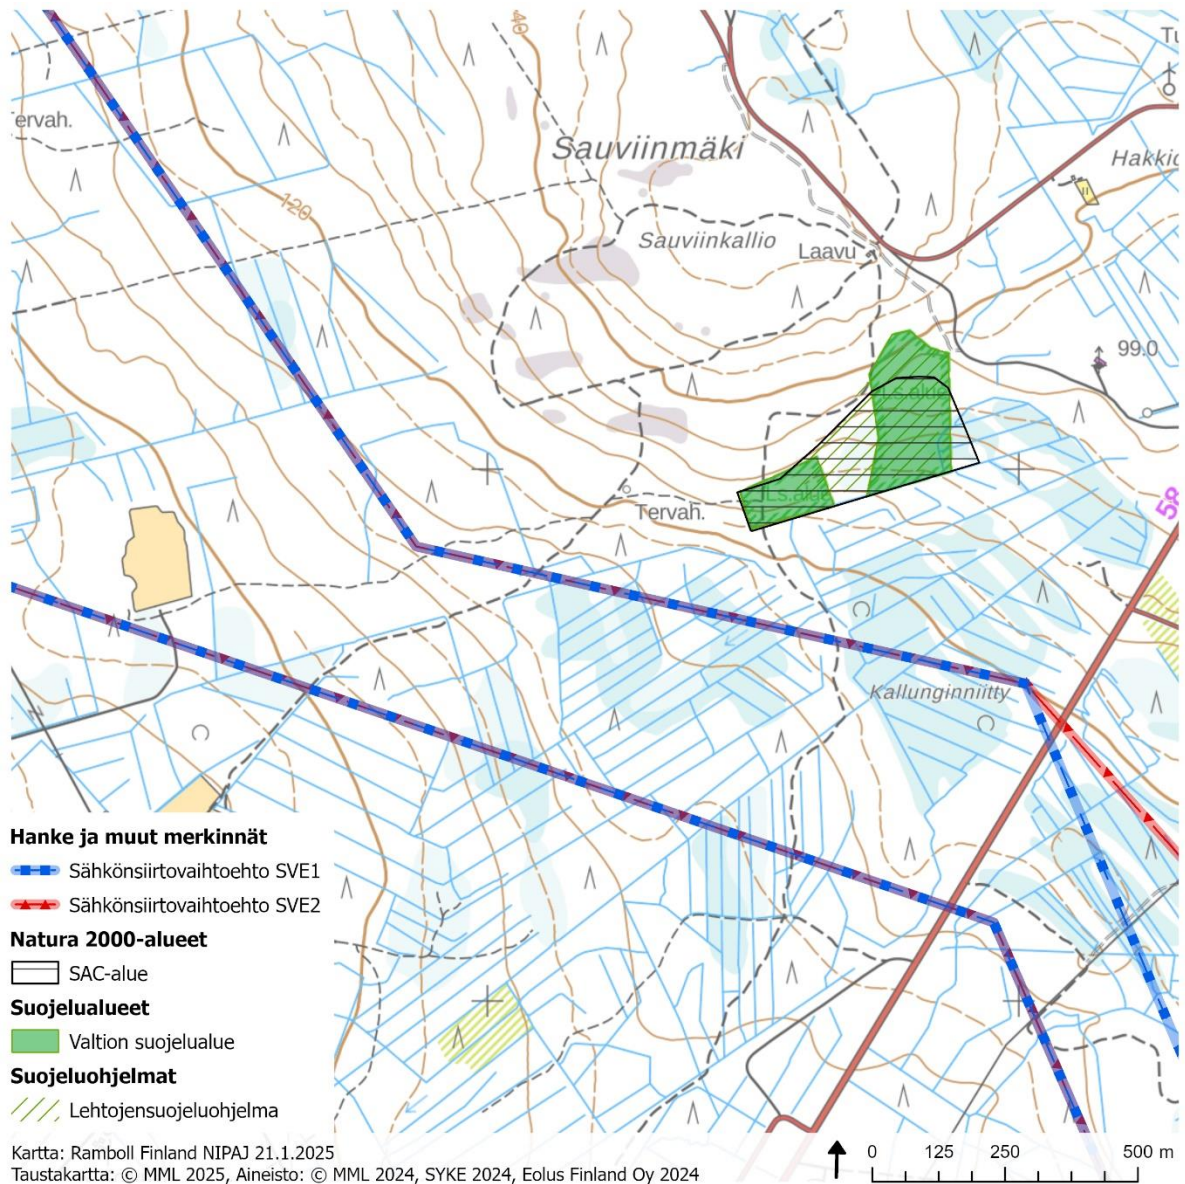 40
Tu
ervah.
Sauviinmäki
Hakkio
120
Sauviinkallio
Laavu
99.0
Ls.alue
Tervah.
58
Kallunginniitty
Hanke ja muut merkinnät
Sähkönsiirtovaihtoehto SVE1
Sähkönsiirtovaihtoehto SVE2
Natura 2000-alueet
SAC-alue
Suojelualueet
Valtion suojelualue
Suojeluohjelmat
Lehtojensuojeluohjelma
Kartta: Ramboll Finland NIPAJ 21.1.2025
Taustakartta: © MML 2025, Aineisto: © MML 2024, SYKE 2024, Eolus Finland Oy 2024
0 125 250 500 m